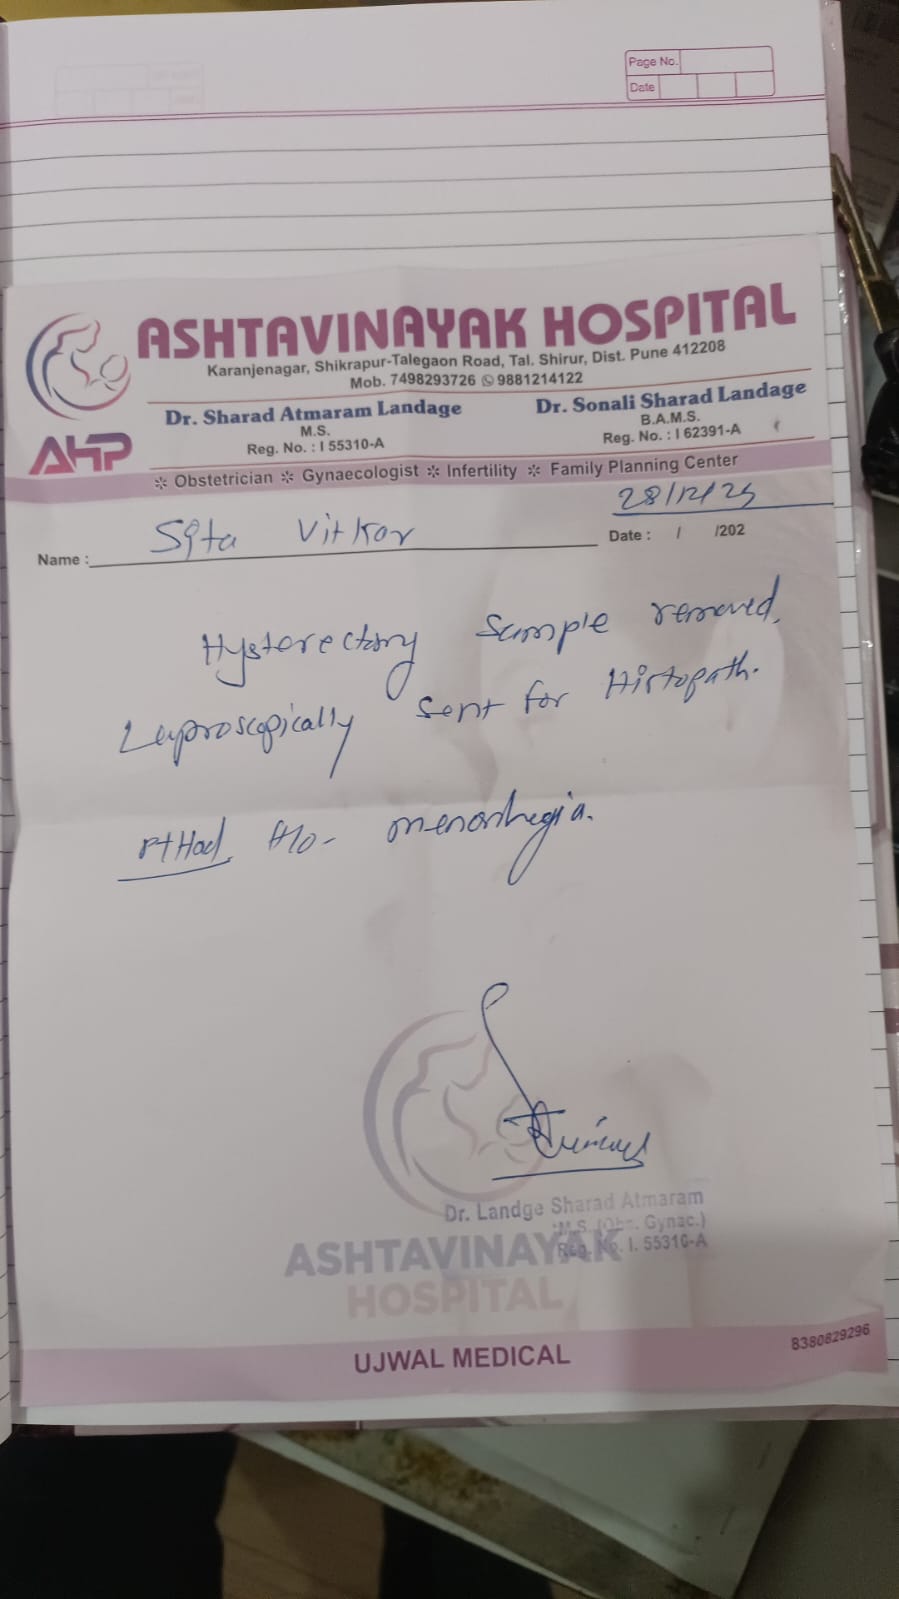 Page No.
Date
ASHTAVINAYAK HOSPITAL
Karanjenagar, Shikrapur-Talegaon Road, Tal. Shirur, Dist. Pune 412208
Mob. 7498293726 9881214122
Dr. Sharad Atmaram Landage
M.S.
Reg. No. : I 55310-A
Dr. Sonali Sharad Landage
B.A.M.S.
Reg. No. : I 62391-A
AHP
❊ Obstetrician ❊ Gynaecologist ❊ Infertility ❊ Family Planning Center
28/12/25
Name : Sita Vitkar
Date : / /202
Hysterectomy Sample removed.
Laproscopically sent for Histopath.
Pt Had H/o- menorrhegia.
Dr. Landge Sharad Atmaram
M.S. (Obs. Gynac.)
Reg. No. I. 55310-A
ASHTAVINAYAK
HOSPITAL
UJWAL MEDICAL
8380829296